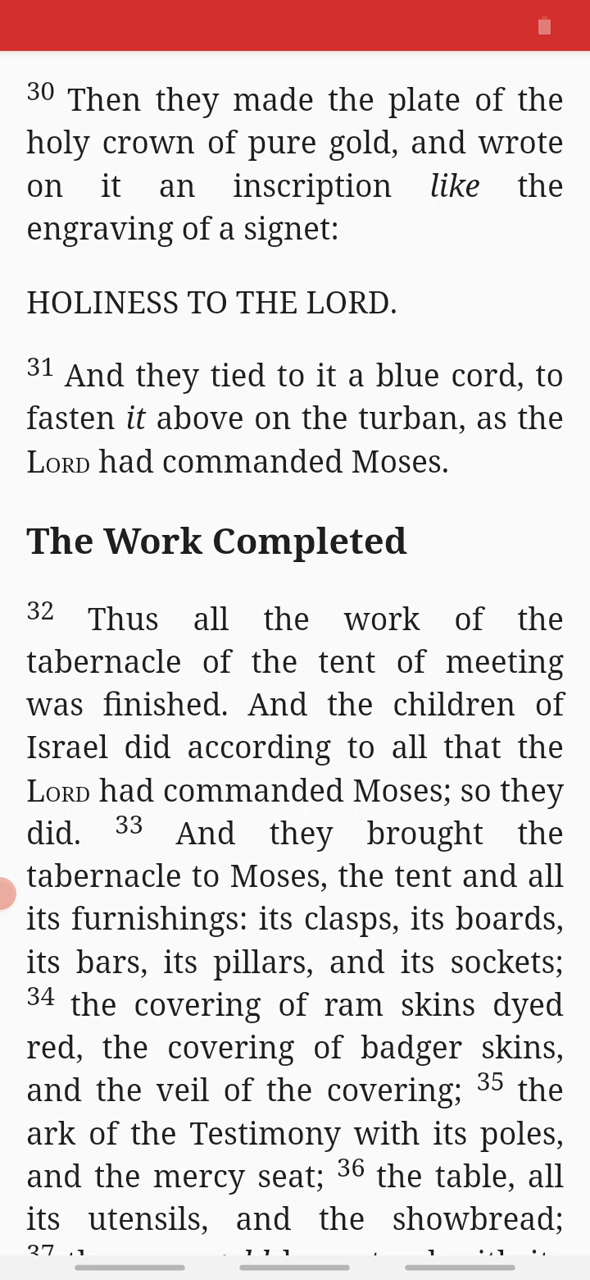 30 Then they made the plate of the
holy crown of pure gold, and wrote
on it an inscription like the
engraving of a signet:
HOLINESS TO THE LORD.
31 And they tied to it a blue cord, to
fasten it above on the turban, as the
LORD had commanded Moses.
The Work Completed
32 Thus all the work of the
tabernacle of the tent of meeting
was finished. And the children of
Israel did according to all that the
LORD had commanded Moses; so they
did. 33 And they brought the
tabernacle to Moses, the tent and all
its furnishings: its clasps, its boards,
its bars, its pillars, and its sockets;
34 the covering of ram skins dyed
red, the covering of badger skins,
and the veil of the covering; 35 the
ark of the Testimony with its poles,
and the mercy seat; 36 the table, all
its utensils, and the showbread;
37